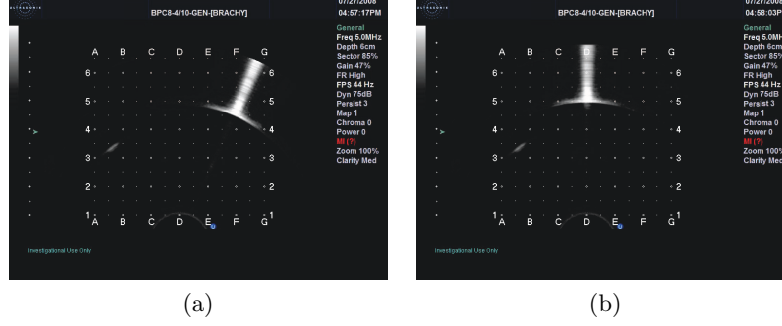 BPC8-4/10-GEN-[BRACHY]
07/27/2008
04:57:17PM
General
Freq 5.0MHz
Depth 6cm
Sector 85%
Gain 47%
FR High
FPS 44 Hz
Dyn 75dB
Persist 3
Map 1
Chroma 0
Power 0
MI (?)
Zoom 100%
Clarity Med
A B C D E F G
6 6
5 5
4 4
3 3
2 2
1 1
A B C D E F G
Investigational Use Only
(a)
BPC8-4/10-GEN-[BRACHY]
04:58:03P
General
Freq 5.0MHz
Depth 6cm
Sector 85%
Gain 47%
FR High
FPS 44 Hz
Dyn 75dB
Persist 3
Map 1
Chroma 0
Power 0
MI (?)
Zoom 100%
Clarity Med
A B C D E F G
6 6
5 5
4 4
3 3
2 2
1 1
A B C D E F G
Investigational Use Only
(b)